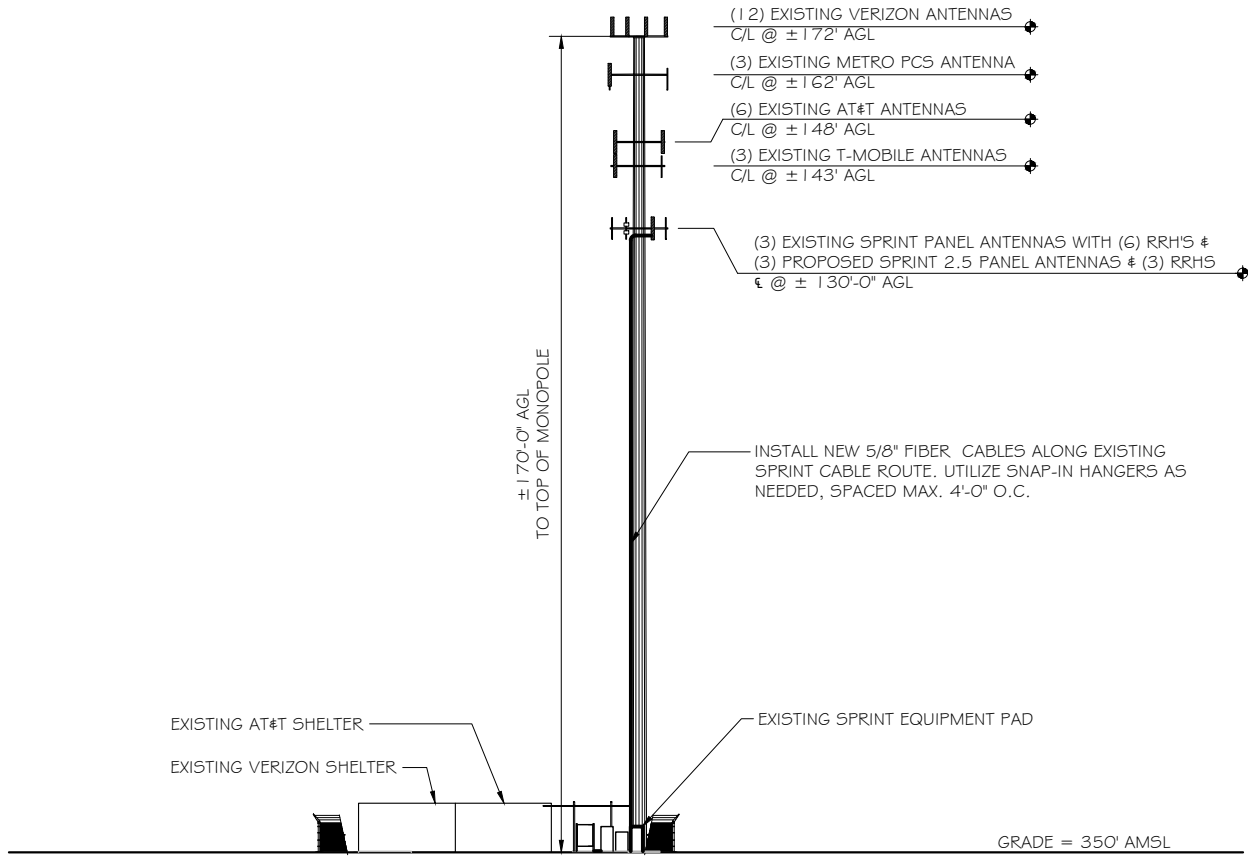 (12) EXISTING VERIZON ANTENNAS
C/L @ ±172' AGL
(3) EXISTING METRO PCS ANTENNA
C/L @ ±162' AGL
(6) EXISTING AT&T ANTENNAS
C/L @ ±148' AGL
(3) EXISTING T-MOBILE ANTENNAS
C/L @ ±143' AGL
(3) EXISTING SPRINT PANEL ANTENNAS WITH (6) RRH'S &
(3) PROPOSED SPRINT 2.5 PANEL ANTENNAS & (3) RRHS
℄ @ ± 130'-0" AGL
±170'-0" AGL
TO TOP OF MONOPOLE
INSTALL NEW 5/8" FIBER CABLES ALONG EXISTING
SPRINT CABLE ROUTE. UTILIZE SNAP-IN HANGERS AS
NEEDED, SPACED MAX. 4'-0" O.C.
EXISTING AT&T SHELTER
EXISTING VERIZON SHELTER
EXISTING SPRINT EQUIPMENT PAD
GRADE = 350' AMSL